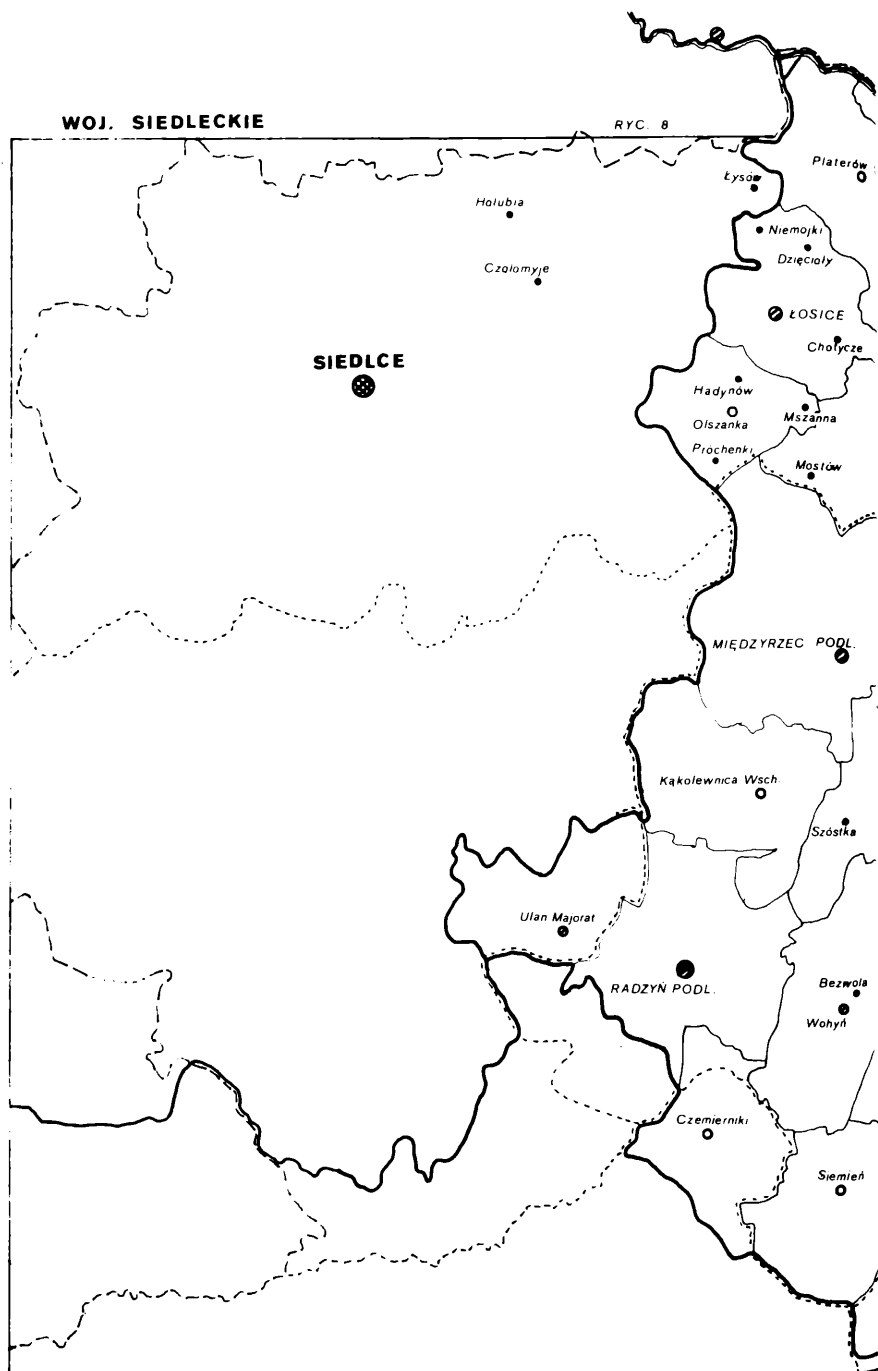 WOJ. SIEDLECKIE
RYC. 8
Platerów
Łysów
Hołubia
Niemojki
Dzięcioły
Czołomyje
ŁOSICE
Chotycze
SIEDLCE
Hadynów
Olszanka
Mszanna
Próchenki
Mostów
MIĘDZYRZEC PODL.
Kąkolewnica Wsch.
Szóstka
Ulan Majorat
RADZYŃ PODL.
Bezwola
Wohyń
Czemierniki
Siemień